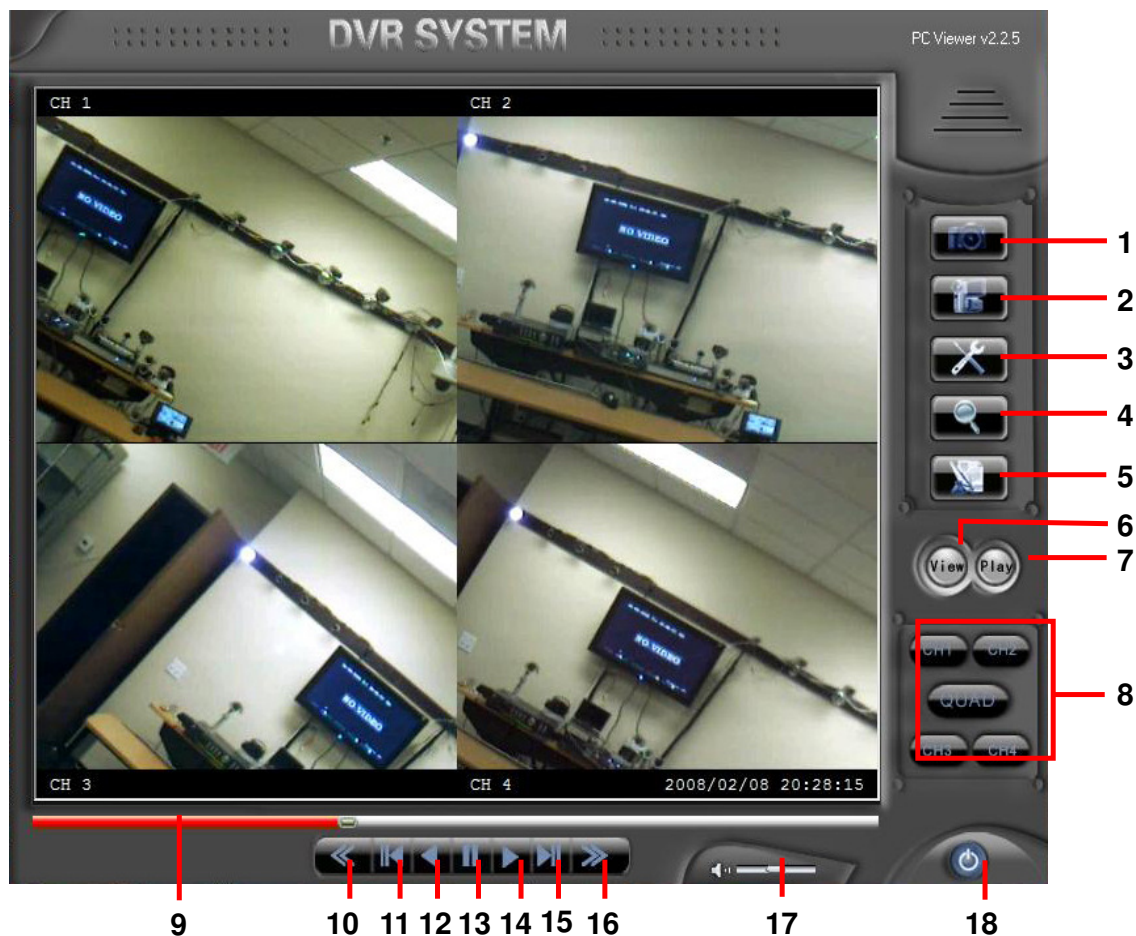 DVR SYSTEM
PC Viewer v2.2.5
CH 1
CH 2
NO VIDEO
NO VIDEO
1
2
3
4
5
6
7
View
Play
NO VIDEO
NO VIDEO
CH1
CH2
QUAD
8
CH3
CH4
CH 3
CH 4
2008/02/08 20:28:15
9
10
11
12
13
14
15
16
17
18